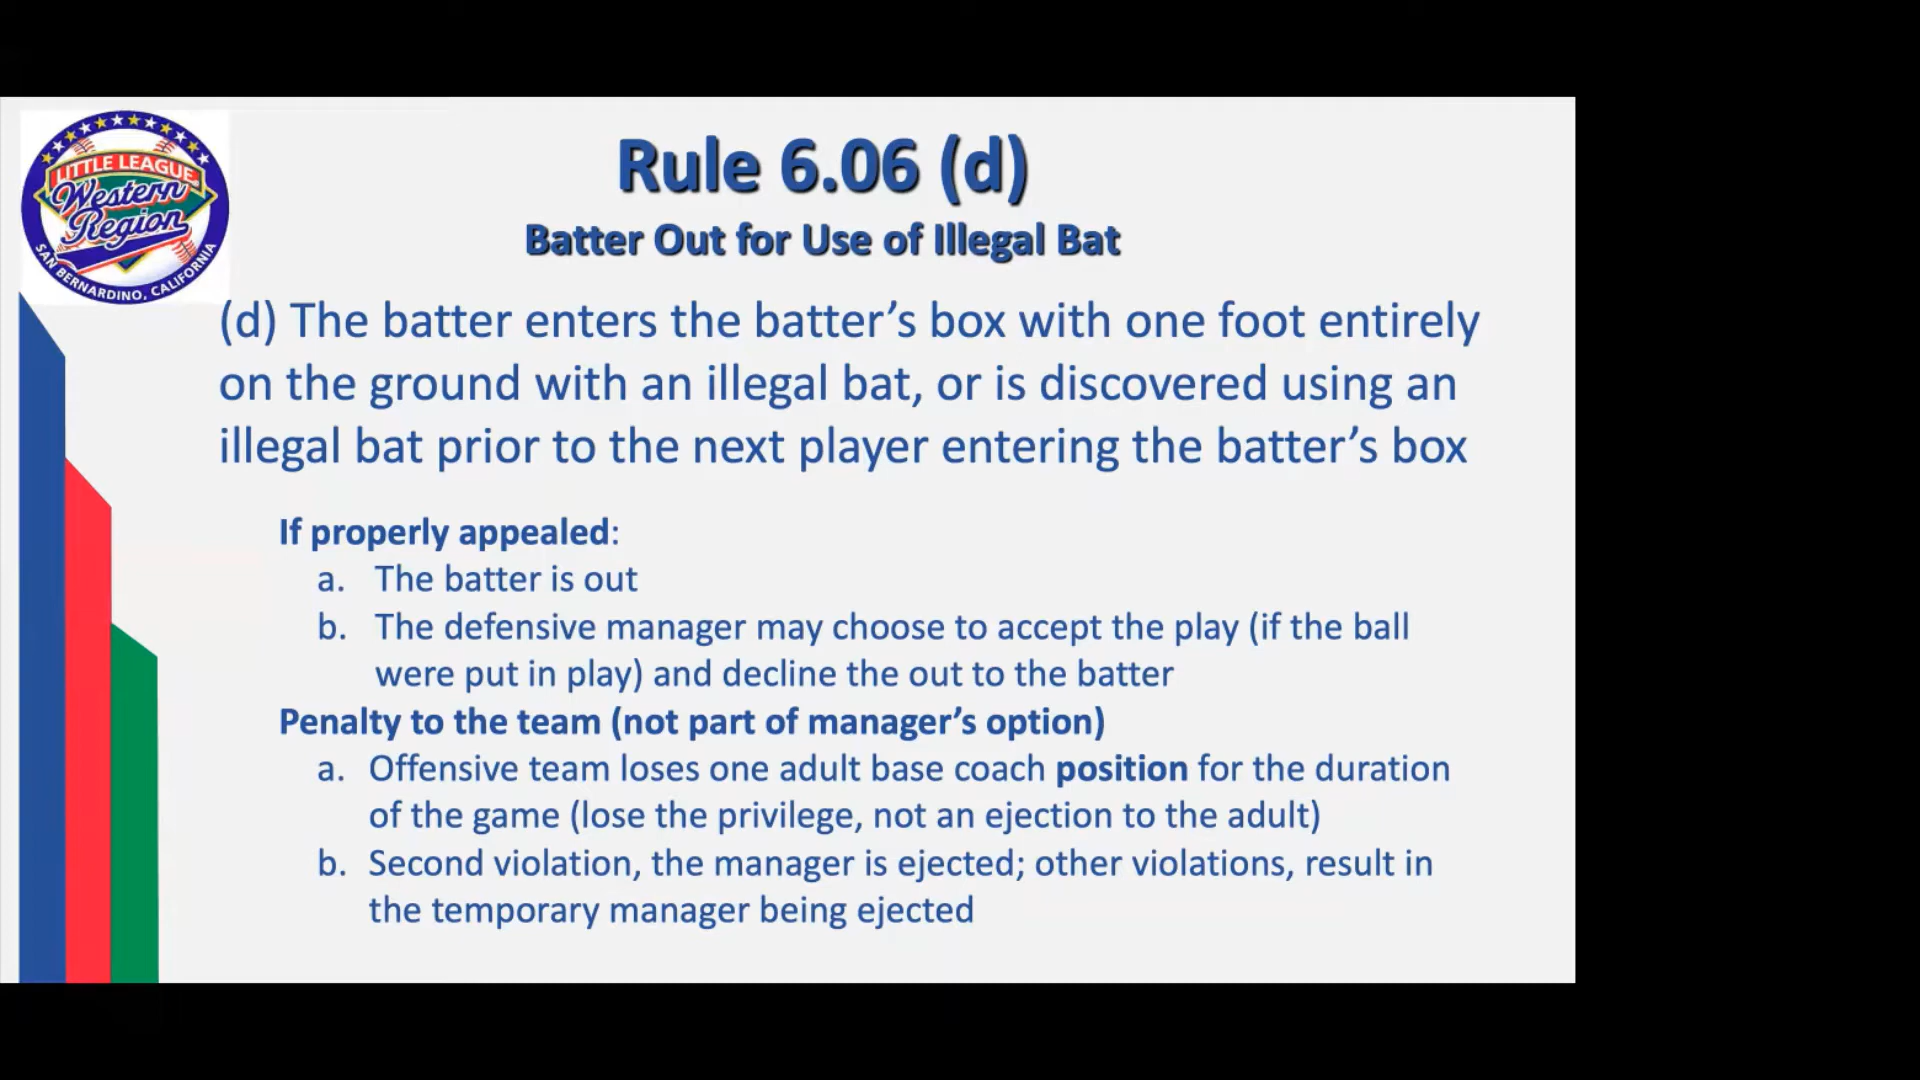 LITTLE LEAGUE
Western
Region
SAN BERNARDINO, CALIFORNIA
Rule 6.06 (d)
Batter Out for Use of Illegal Bat
(d) The batter enters the batter’s box with one foot entirely
on the ground with an illegal bat, or is discovered using an
illegal bat prior to the next player entering the batter’s box
If properly appealed:
a. The batter is out
b. The defensive manager may choose to accept the play (if the ball
were put in play) and decline the out to the batter
Penalty to the team (not part of manager’s option)
a. Offensive team loses one adult base coach position for the duration
of the game (lose the privilege, not an ejection to the adult)
b. Second violation, the manager is ejected; other violations, result in
the temporary manager being ejected